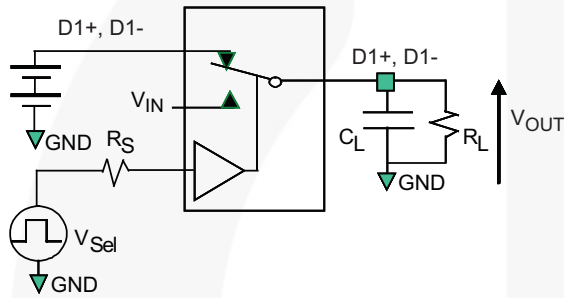 D1+, D1-
D1+, D1-
V_IN
V_OUT
GND
R_S
C_L
R_L
GND
V_Sel
GND